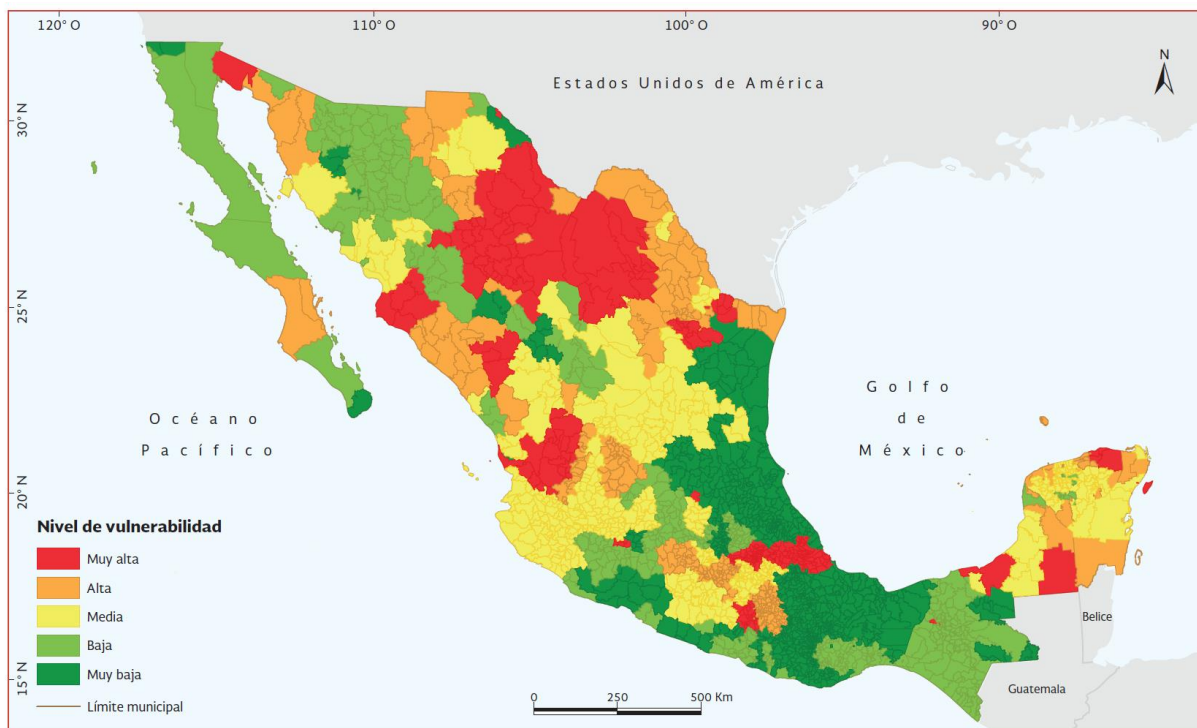 120° O
110° O
100° O
90° O
N
Estados Unidos de América
30° N
25° N
20° N
15° N
Océano
Pacífico
Golfo
de
México
Nivel de vulnerabilidad
Muy alta
Alta
Media
Baja
Muy baja
Límite municipal
0 250 500 Km
Belice
Guatemala